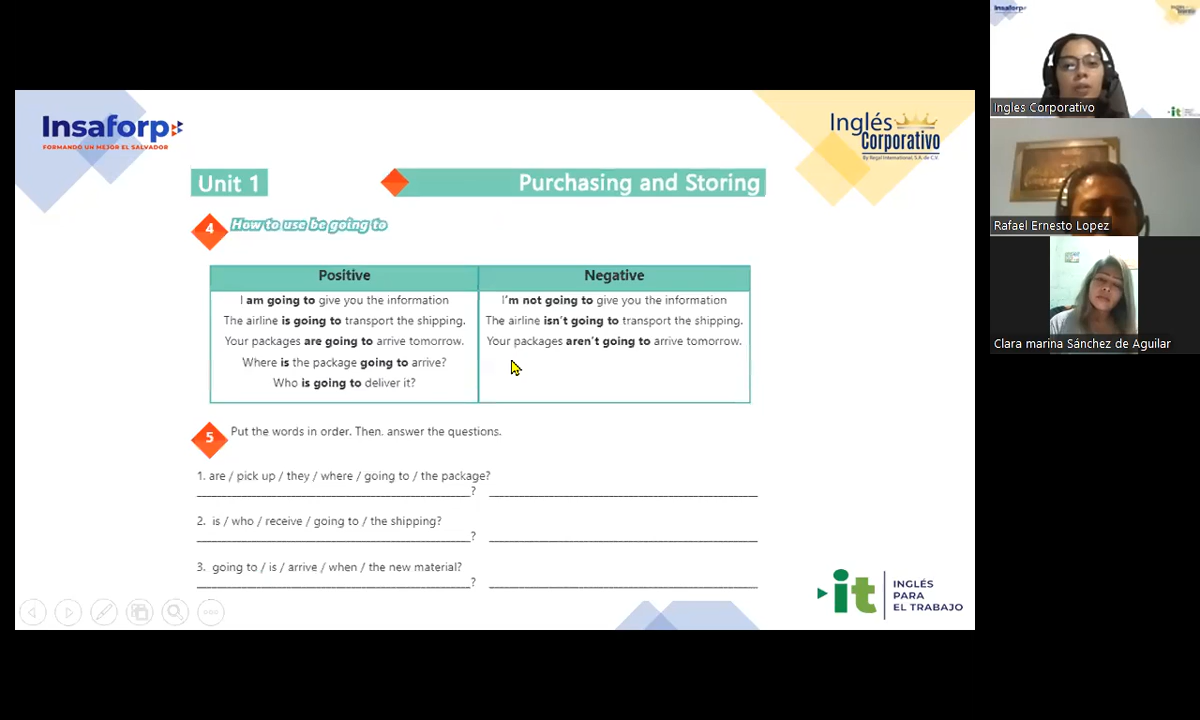 Insaforp
FORMANDO UN MEJOR EL SALVADOR
Inglés
Corporativo
By Regal International, S.A. de C.V.
Unit 1
Purchasing and Storing
4
How to use be going to
Positive
Negative
I am going to give you the information
I'm not going to give you the information
The airline is going to transport the shipping.
The airline isn't going to transport the shipping.
Your packages are going to arrive tomorrow.
Your packages aren't going to arrive tomorrow.
Where is the package going to arrive?
Who is going to deliver it?
5
Put the words in order. Then. answer the questions.
1. are / pick up / they / where / going to / the package?
?
2. is / who / receive / going to / the shipping?
?
3. going to / is / arrive / when / the new material?
?
it
INGLÉS
PARA
EL TRABAJO
Insaforp
Ingles Corporativo
it
Rafael Ernesto Lopez
Clara marina Sánchez de Aguilar